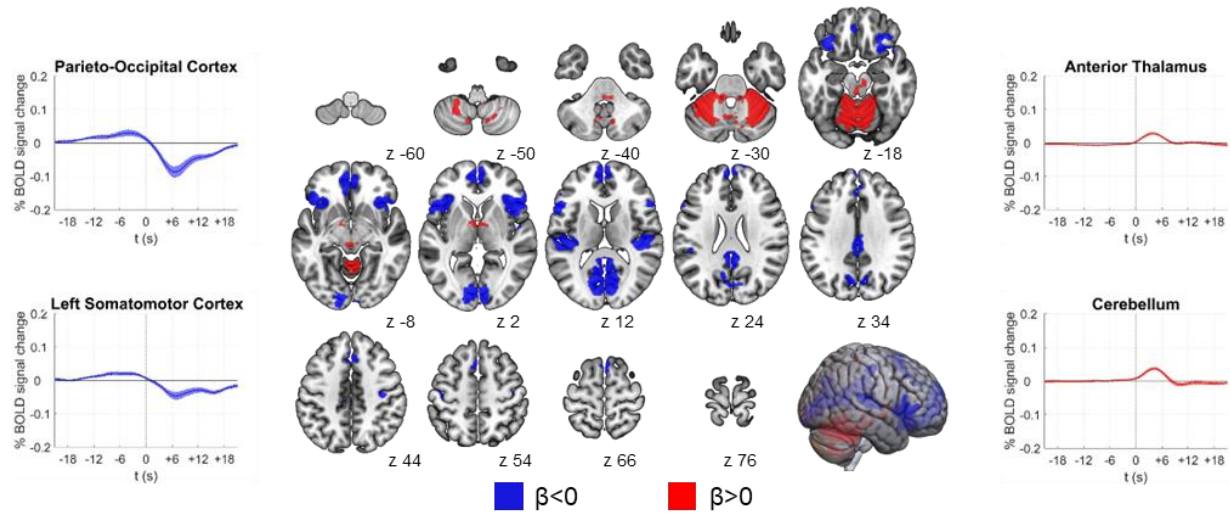 Parieto-Occipital Cortex
% BOLD signal change
0.2
0.1
0
-0.1
-0.2
-18 -12 -6 0 +6 +12 +18
t (s)
Left Somatomotor Cortex
% BOLD signal change
0.2
0.1
0
-0.1
-0.2
-18 -12 -6 0 +6 +12 +18
t (s)
z -60 z -50 z -40 z -30 z -18
z -8 z 2 z 12 z 24 z 34
z 44 z 54 z 66 z 76
β<0 β>0
Anterior Thalamus
% BOLD signal change
0.2
0.1
0
-0.1
-0.2
-18 -12 -6 0 +6 +12 +18
t (s)
Cerebellum
% BOLD signal change
0.2
0.1
0
-0.1
-0.2
-18 -12 -6 0 +6 +12 +18
t (s)